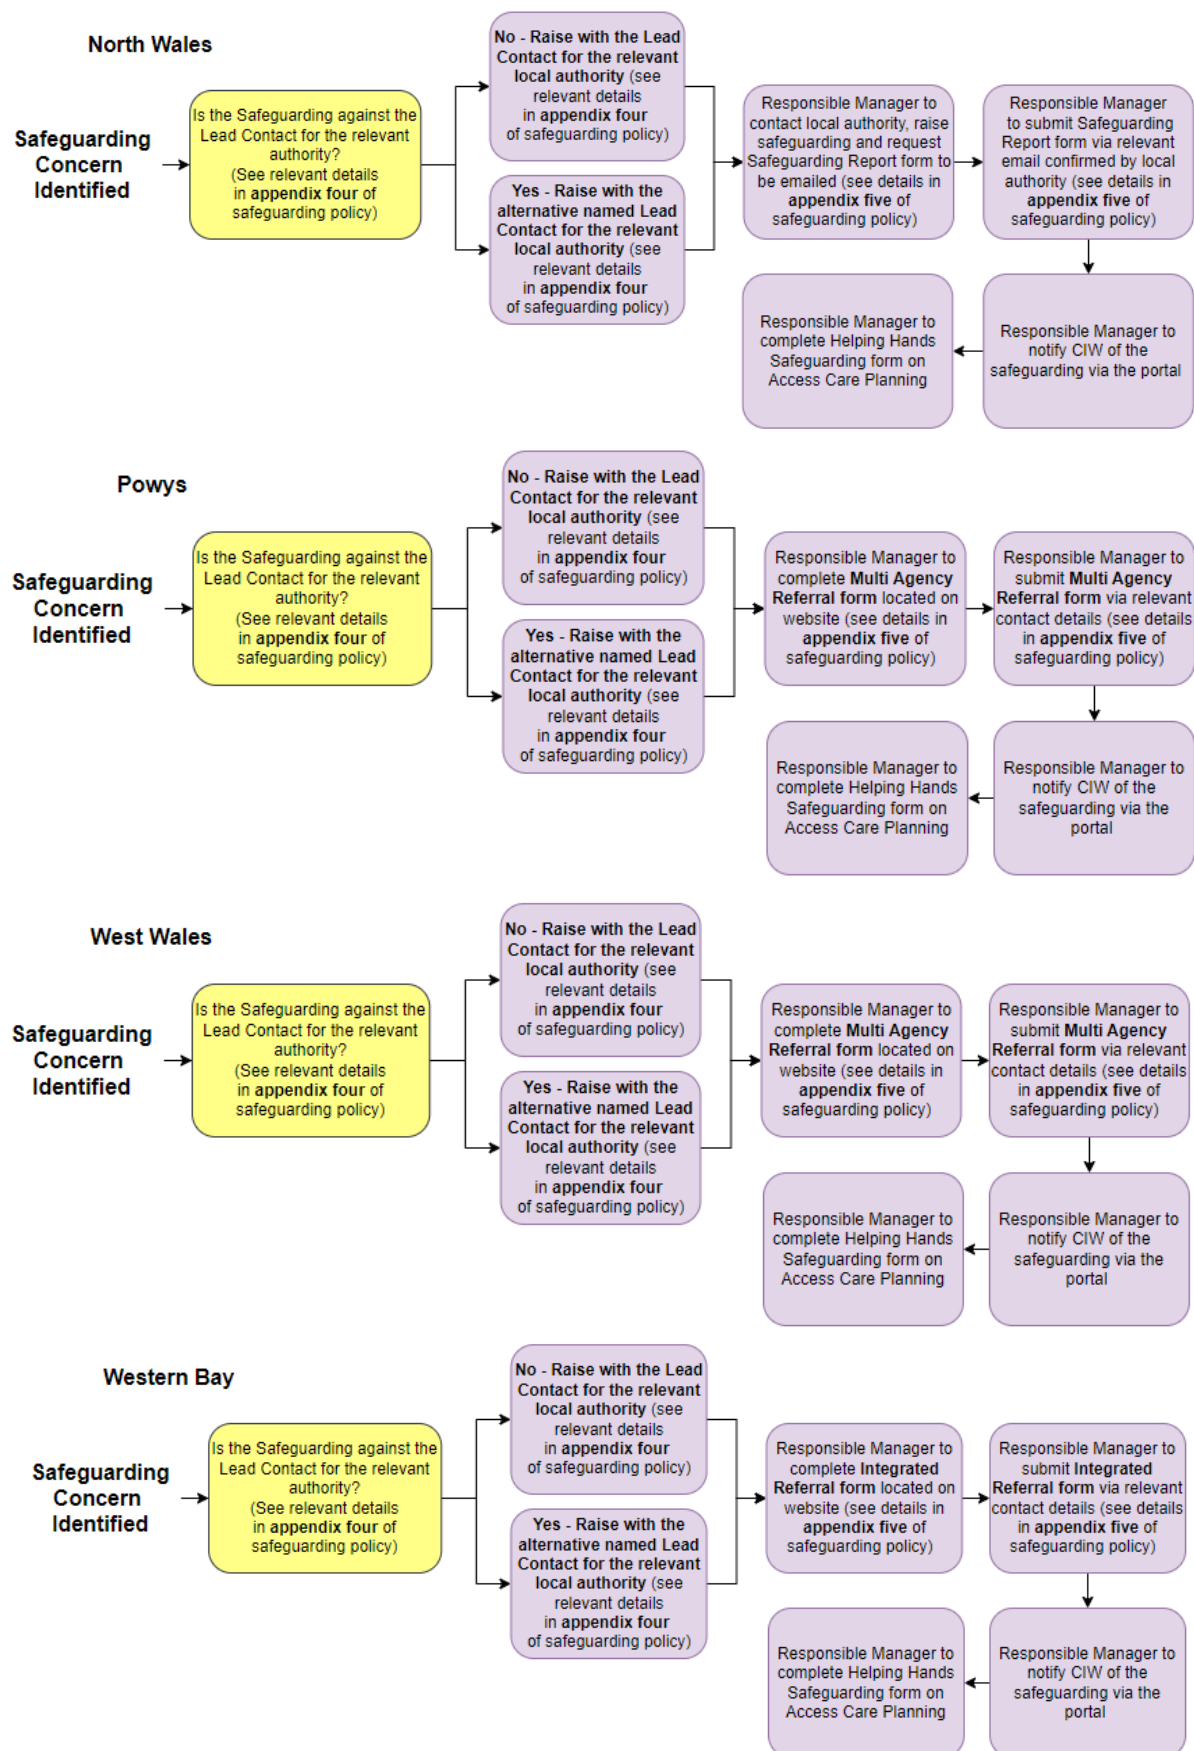 North Wales
Safeguarding
Concern
Identified
Is the Safeguarding against the
Lead Contact for the relevant
authority?
(See relevant details
in appendix four of
safeguarding policy)
No - Raise with the Lead
Contact for the relevant
local authority (see
relevant details
in appendix four
of safeguarding policy)
Yes - Raise with the
alternative named Lead
Contact for the relevant
local authority (see
relevant details
in appendix four
of safeguarding policy)
Responsible Manager to
contact local authority, raise
safeguarding and request
Safeguarding Report form to
be emailed (see details in
appendix five of
safeguarding policy)
Responsible Manager
to submit Safeguarding
Report form via relevant
email confirmed by local
authority (see details in
appendix five of
safeguarding policy)
Responsible Manager to
notify CIW of the
safeguarding via the portal
Responsible Manager to
complete Helping Hands
Safeguarding form on
Access Care Planning
Powys
Safeguarding
Concern
Identified
Is the Safeguarding against the
Lead Contact for the relevant
authority?
(See relevant details
in appendix four of
safeguarding policy)
No - Raise with the Lead
Contact for the relevant
local authority (see
relevant details
in appendix four
of safeguarding policy)
Yes - Raise with the
alternative named Lead
Contact for the relevant
local authority (see
relevant details
in appendix four
of safeguarding policy)
Responsible Manager to
complete Multi Agency
Referral form located on
website (see details in
appendix five of
safeguarding policy)
Responsible Manager to
submit Multi Agency
Referral form via relevant
contact details (see details
in appendix five of
safeguarding policy)
Responsible Manager to
notify CIW of the
safeguarding via the
portal
Responsible Manager to
complete Helping Hands
Safeguarding form on
Access Care Planning
West Wales
Safeguarding
Concern
Identified
Is the Safeguarding against the
Lead Contact for the relevant
authority?
(See relevant details
in appendix four of
safeguarding policy)
No - Raise with the Lead
Contact for the relevant
local authority (see
relevant details
in appendix four
of safeguarding policy)
Yes - Raise with the
alternative named Lead
Contact for the relevant
local authority (see
relevant details
in appendix four
of safeguarding policy)
Responsible Manager to
complete Multi Agency
Referral form located on
website (see details in
appendix five of
safeguarding policy)
Responsible Manager to
submit Multi Agency
Referral form via relevant
contact details (see details
in appendix five of
safeguarding policy)
Responsible Manager to
notify CIW of the
safeguarding via the
portal
Responsible Manager to
complete Helping Hands
Safeguarding form on
Access Care Planning
Western Bay
Safeguarding
Concern
Identified
Is the Safeguarding against the
Lead Contact for the relevant
authority?
(See relevant details
in appendix four of
safeguarding policy)
No - Raise with the Lead
Contact for the relevant
local authority (see
relevant details
in appendix four
of safeguarding policy)
Yes - Raise with the
alternative named Lead
Contact for the relevant
local authority (see
relevant details
in appendix four
of safeguarding policy)
Responsible Manager to
complete Integrated
Referral form located on
website (see details in
appendix five of
safeguarding policy)
Responsible Manager to
submit Integrated
Referral form via relevant
contact details (see details
in appendix five of
safeguarding policy)
Responsible Manager to
notify CIW of the
safeguarding via the
portal
Responsible Manager to
complete Helping Hands
Safeguarding form on
Access Care Planning